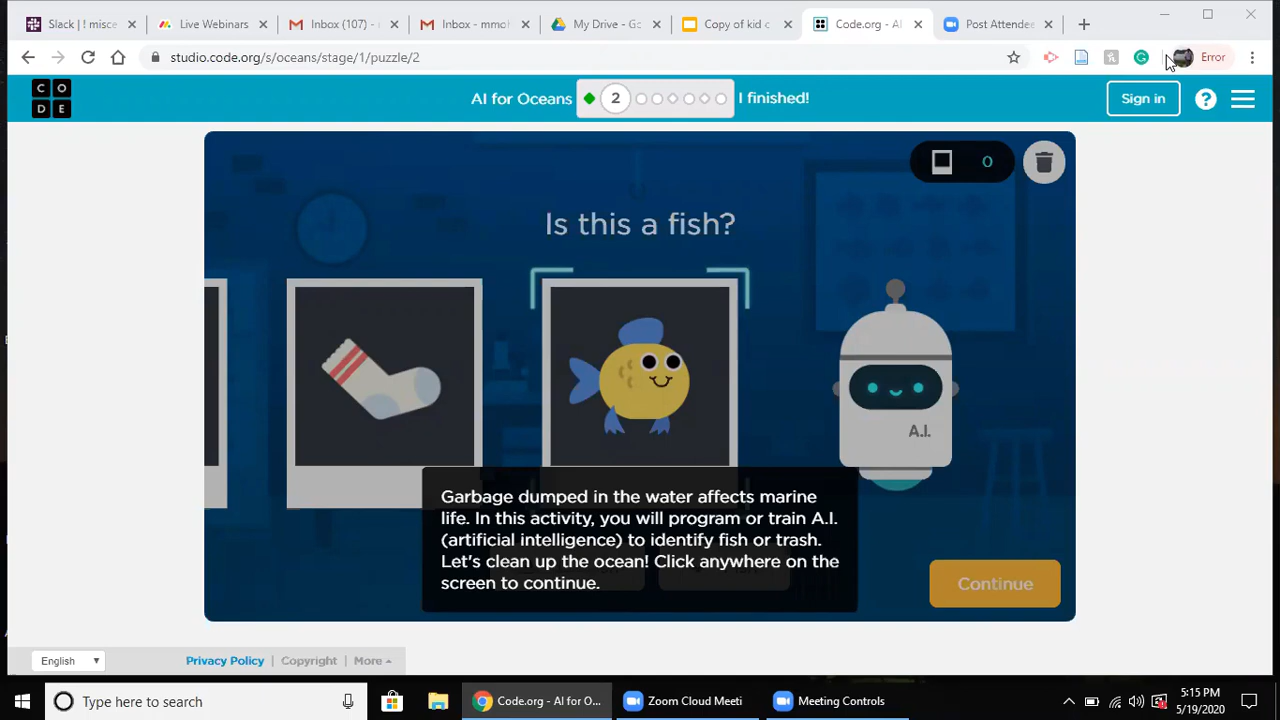 Slack | ! misce
Live Webinars
Inbox (107) -
Inbox - mmoh
My Drive - Go
Copy of kid c
Code.org - AI
Post Attendee
studio.code.org/s/oceans/stage/1/puzzle/2
Error
CODE
AI for Oceans
2
I finished!
Sign in
?
0
Is this a fish?
A.I.
Garbage dumped in the water affects marine
life. In this activity, you will program or train A.I.
(artificial intelligence) to identify fish or trash.
Let's clean up the ocean! Click anywhere on the
screen to continue.
Continue
English
Privacy Policy | Copyright | More
Type here to search
Code.org - AI for O...
Zoom Cloud Meeti
Meeting Controls
5:15 PM
5/19/2020